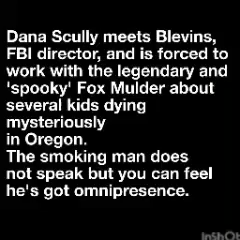 Dana Scully meets Blevins,
FBI director, and is forced to
work with the legendary and
'spooky' Fox Mulder about
several kids dying
mysteriously
in Oregon.
The smoking man does
not speak but you can feel
he's got omnipresence.